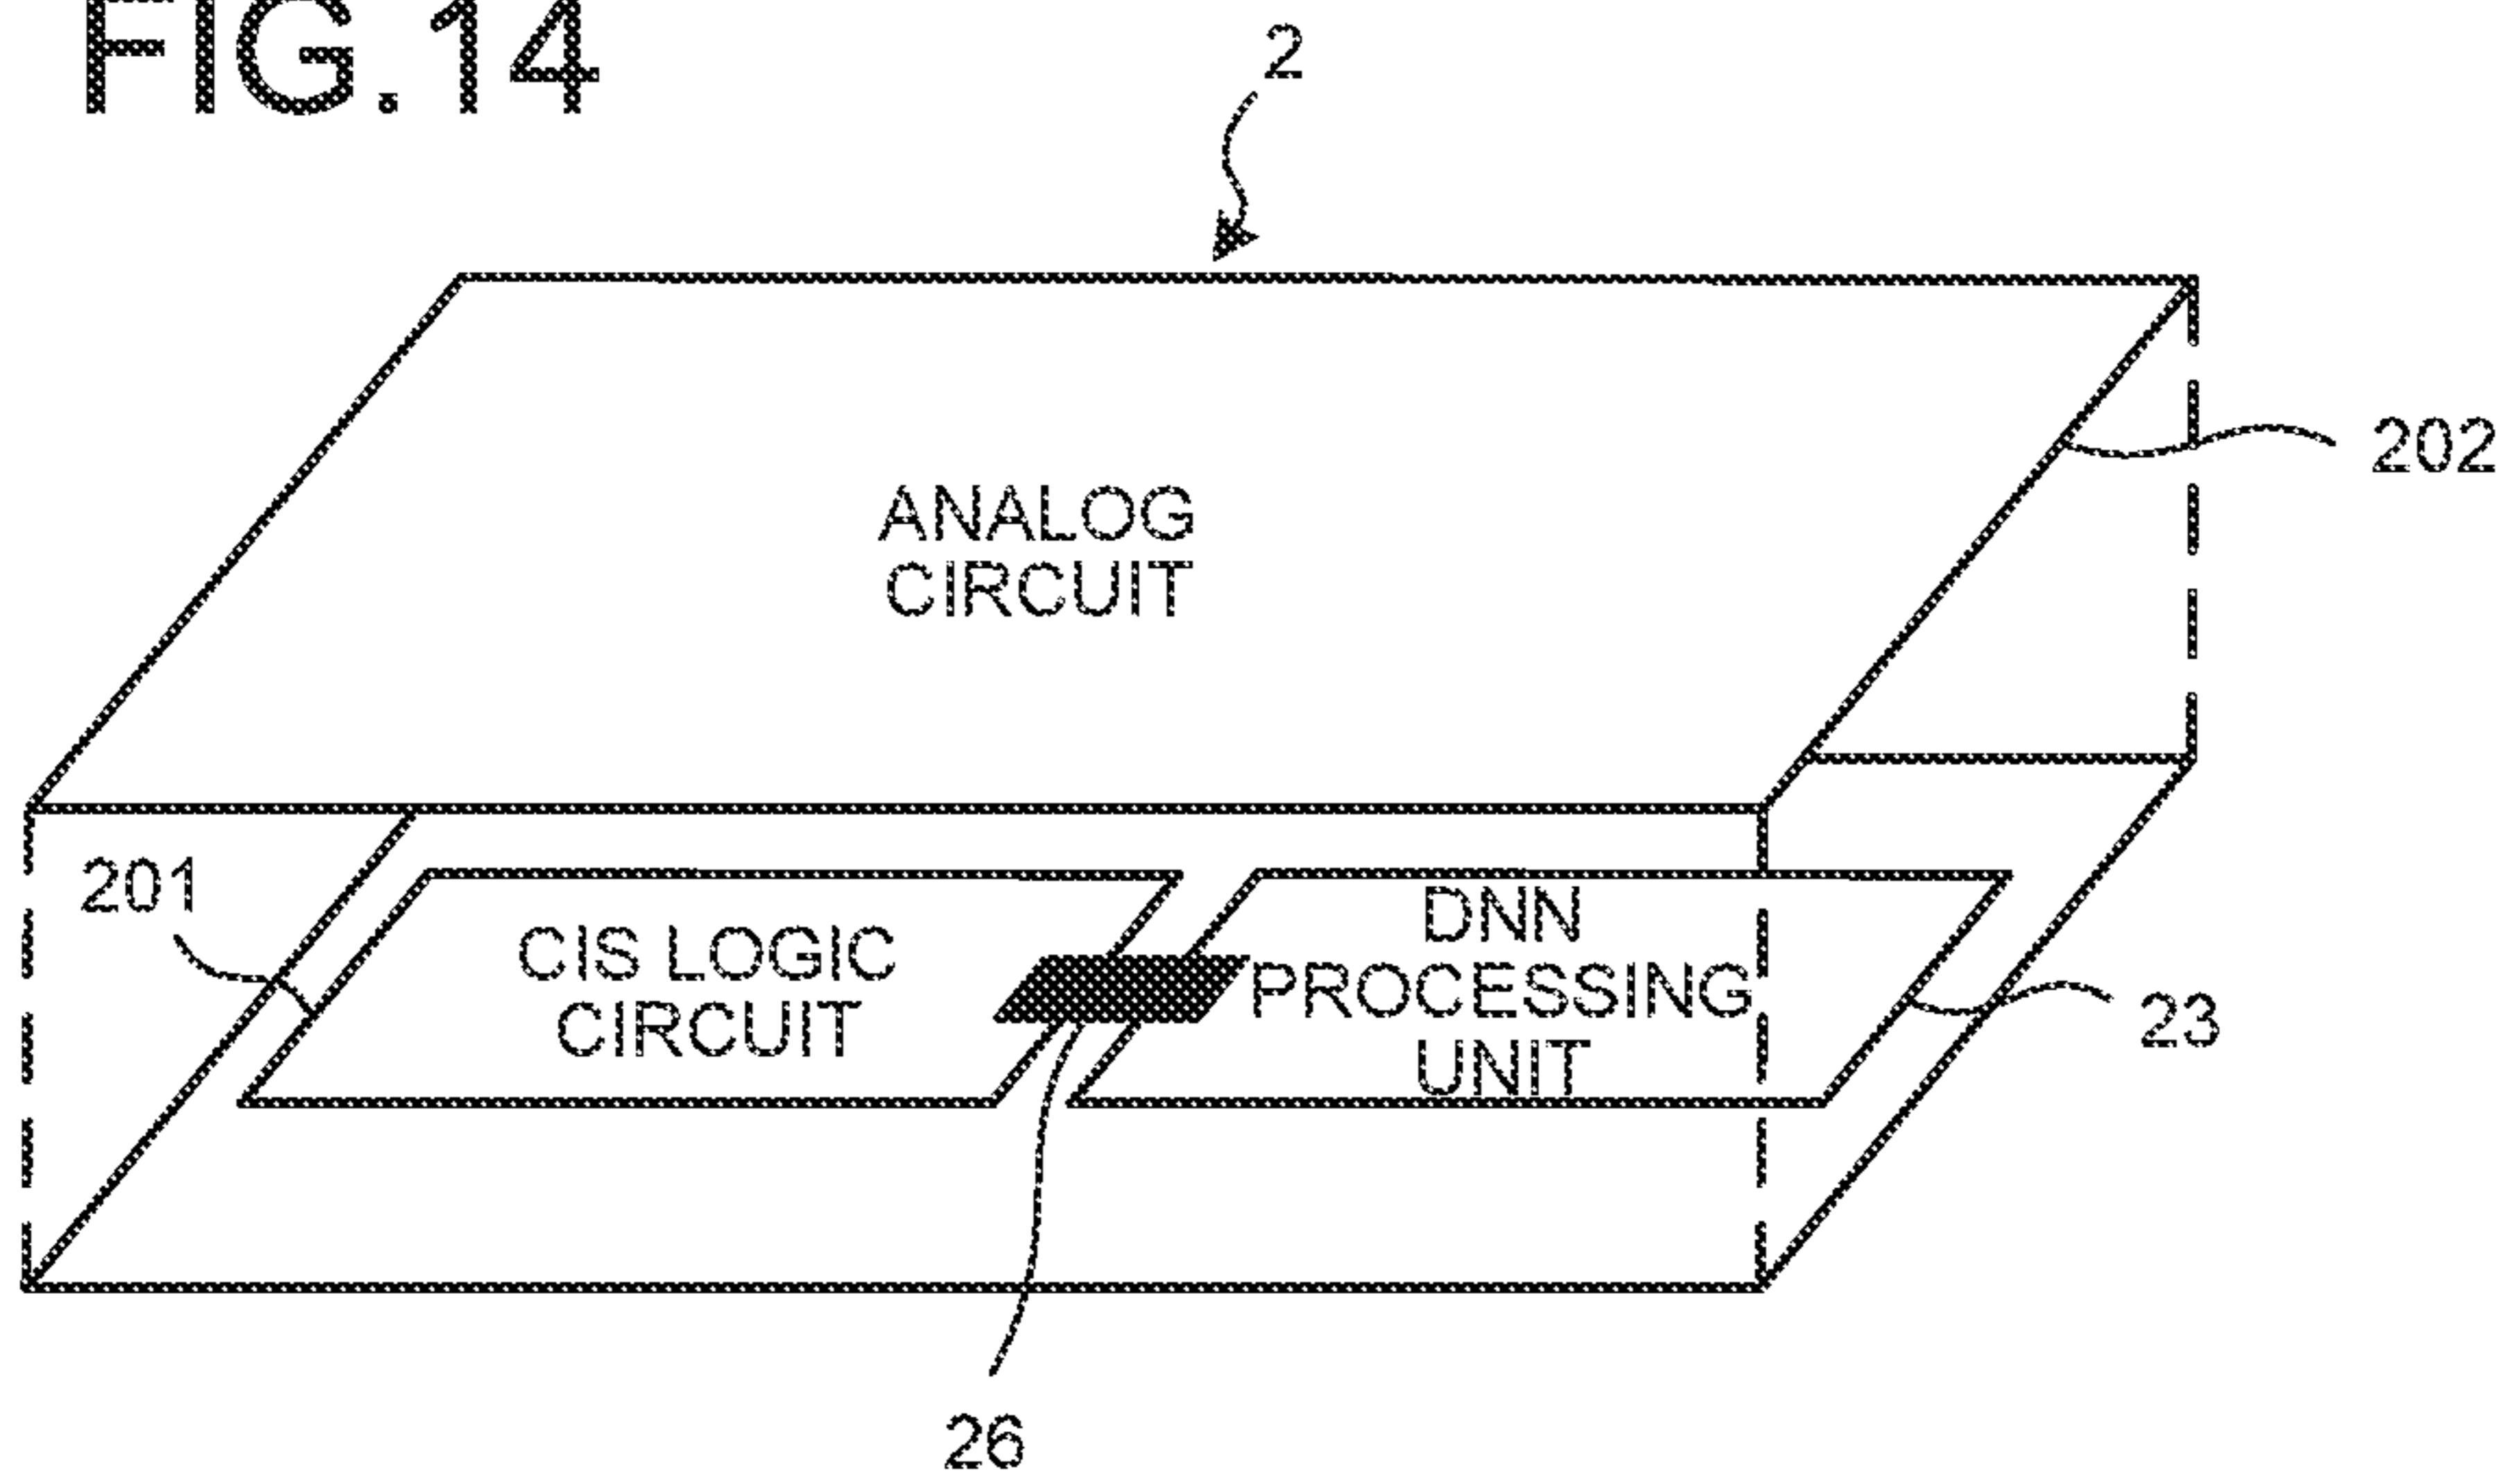 FIG.14
2
202
ANALOG
CIRCUIT
201
CIS LOGIC
CIRCUIT
DNN
PROCESSING
UNIT
23
26